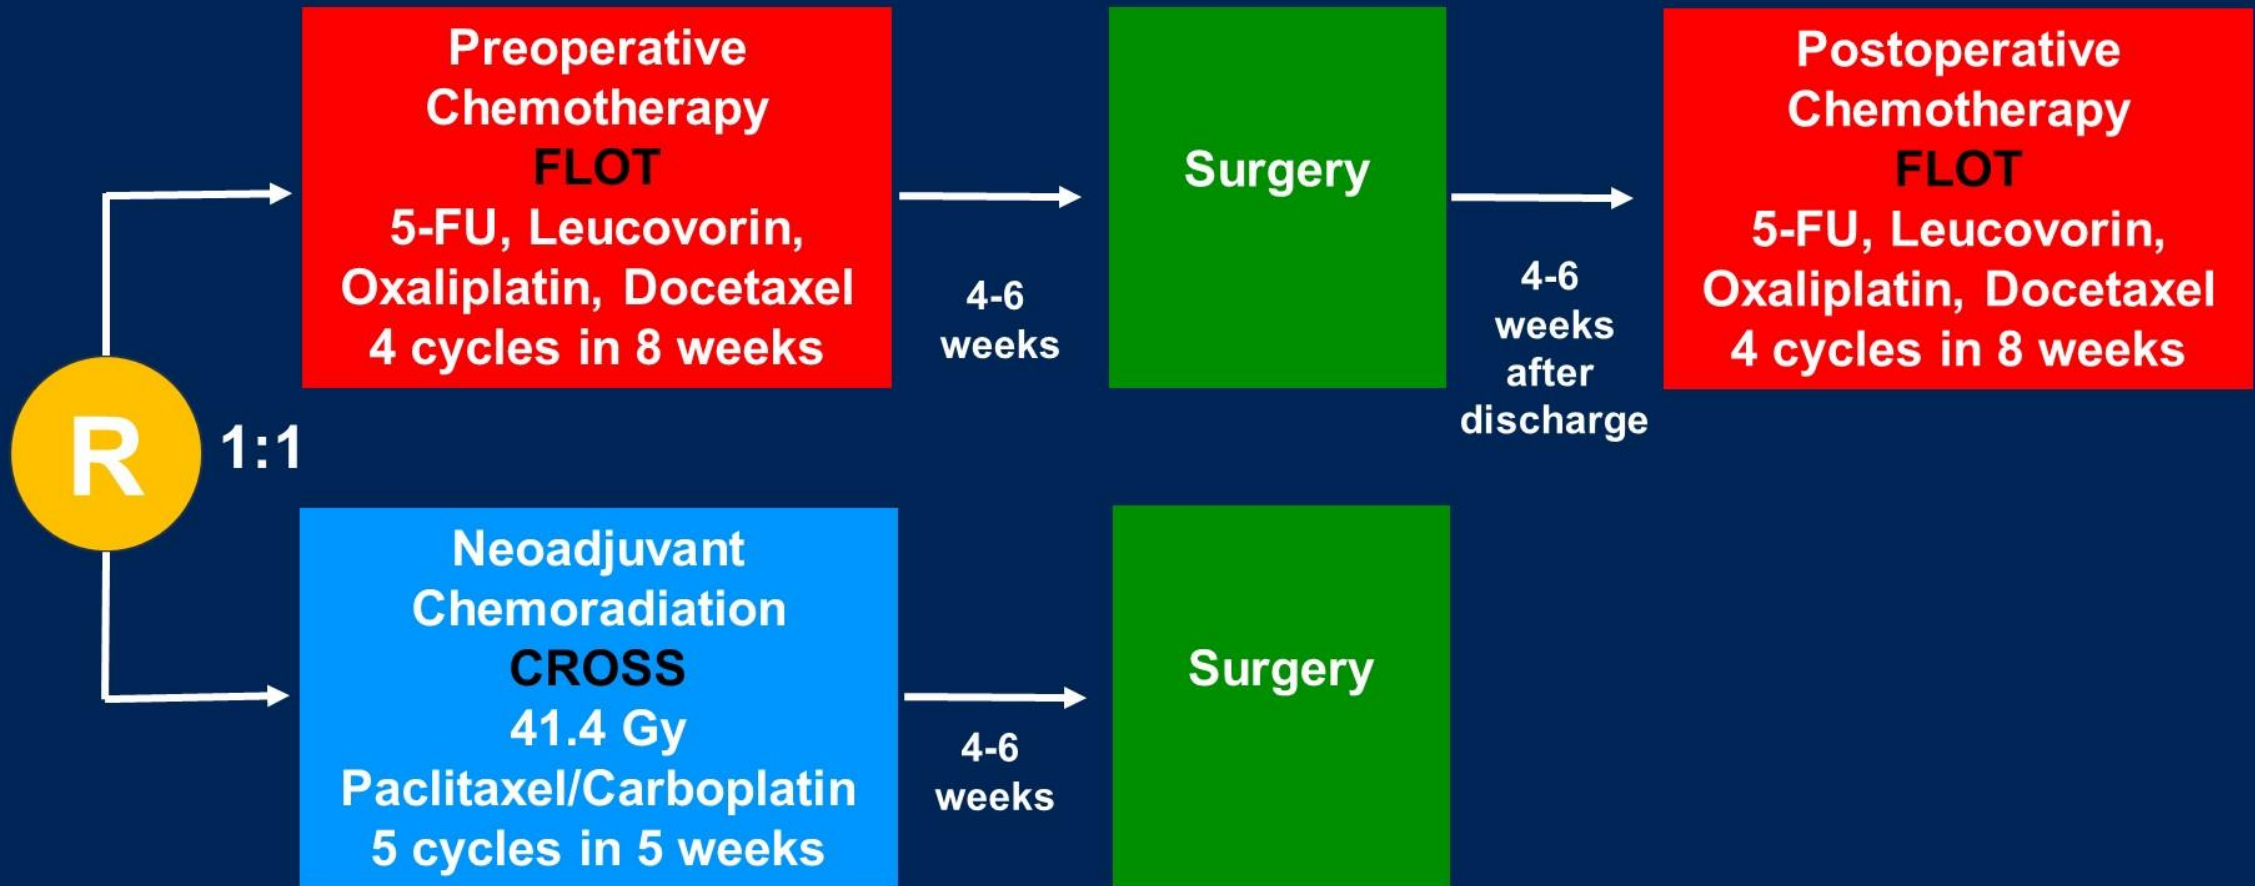 Preoperative
Chemotherapy
FLOT
5-FU, Leucovorin,
Oxaliplatin, Docetaxel
4 cycles in 8 weeks
4-6
weeks
Surgery
4-6
weeks
after
discharge
Postoperative
Chemotherapy
FLOT
5-FU, Leucovorin,
Oxaliplatin, Docetaxel
4 cycles in 8 weeks
R
1:1
Neoadjuvant
Chemoradiation
CROSS
41.4 Gy
Paclitaxel/Carboplatin
5 cycles in 5 weeks
4-6
weeks
Surgery